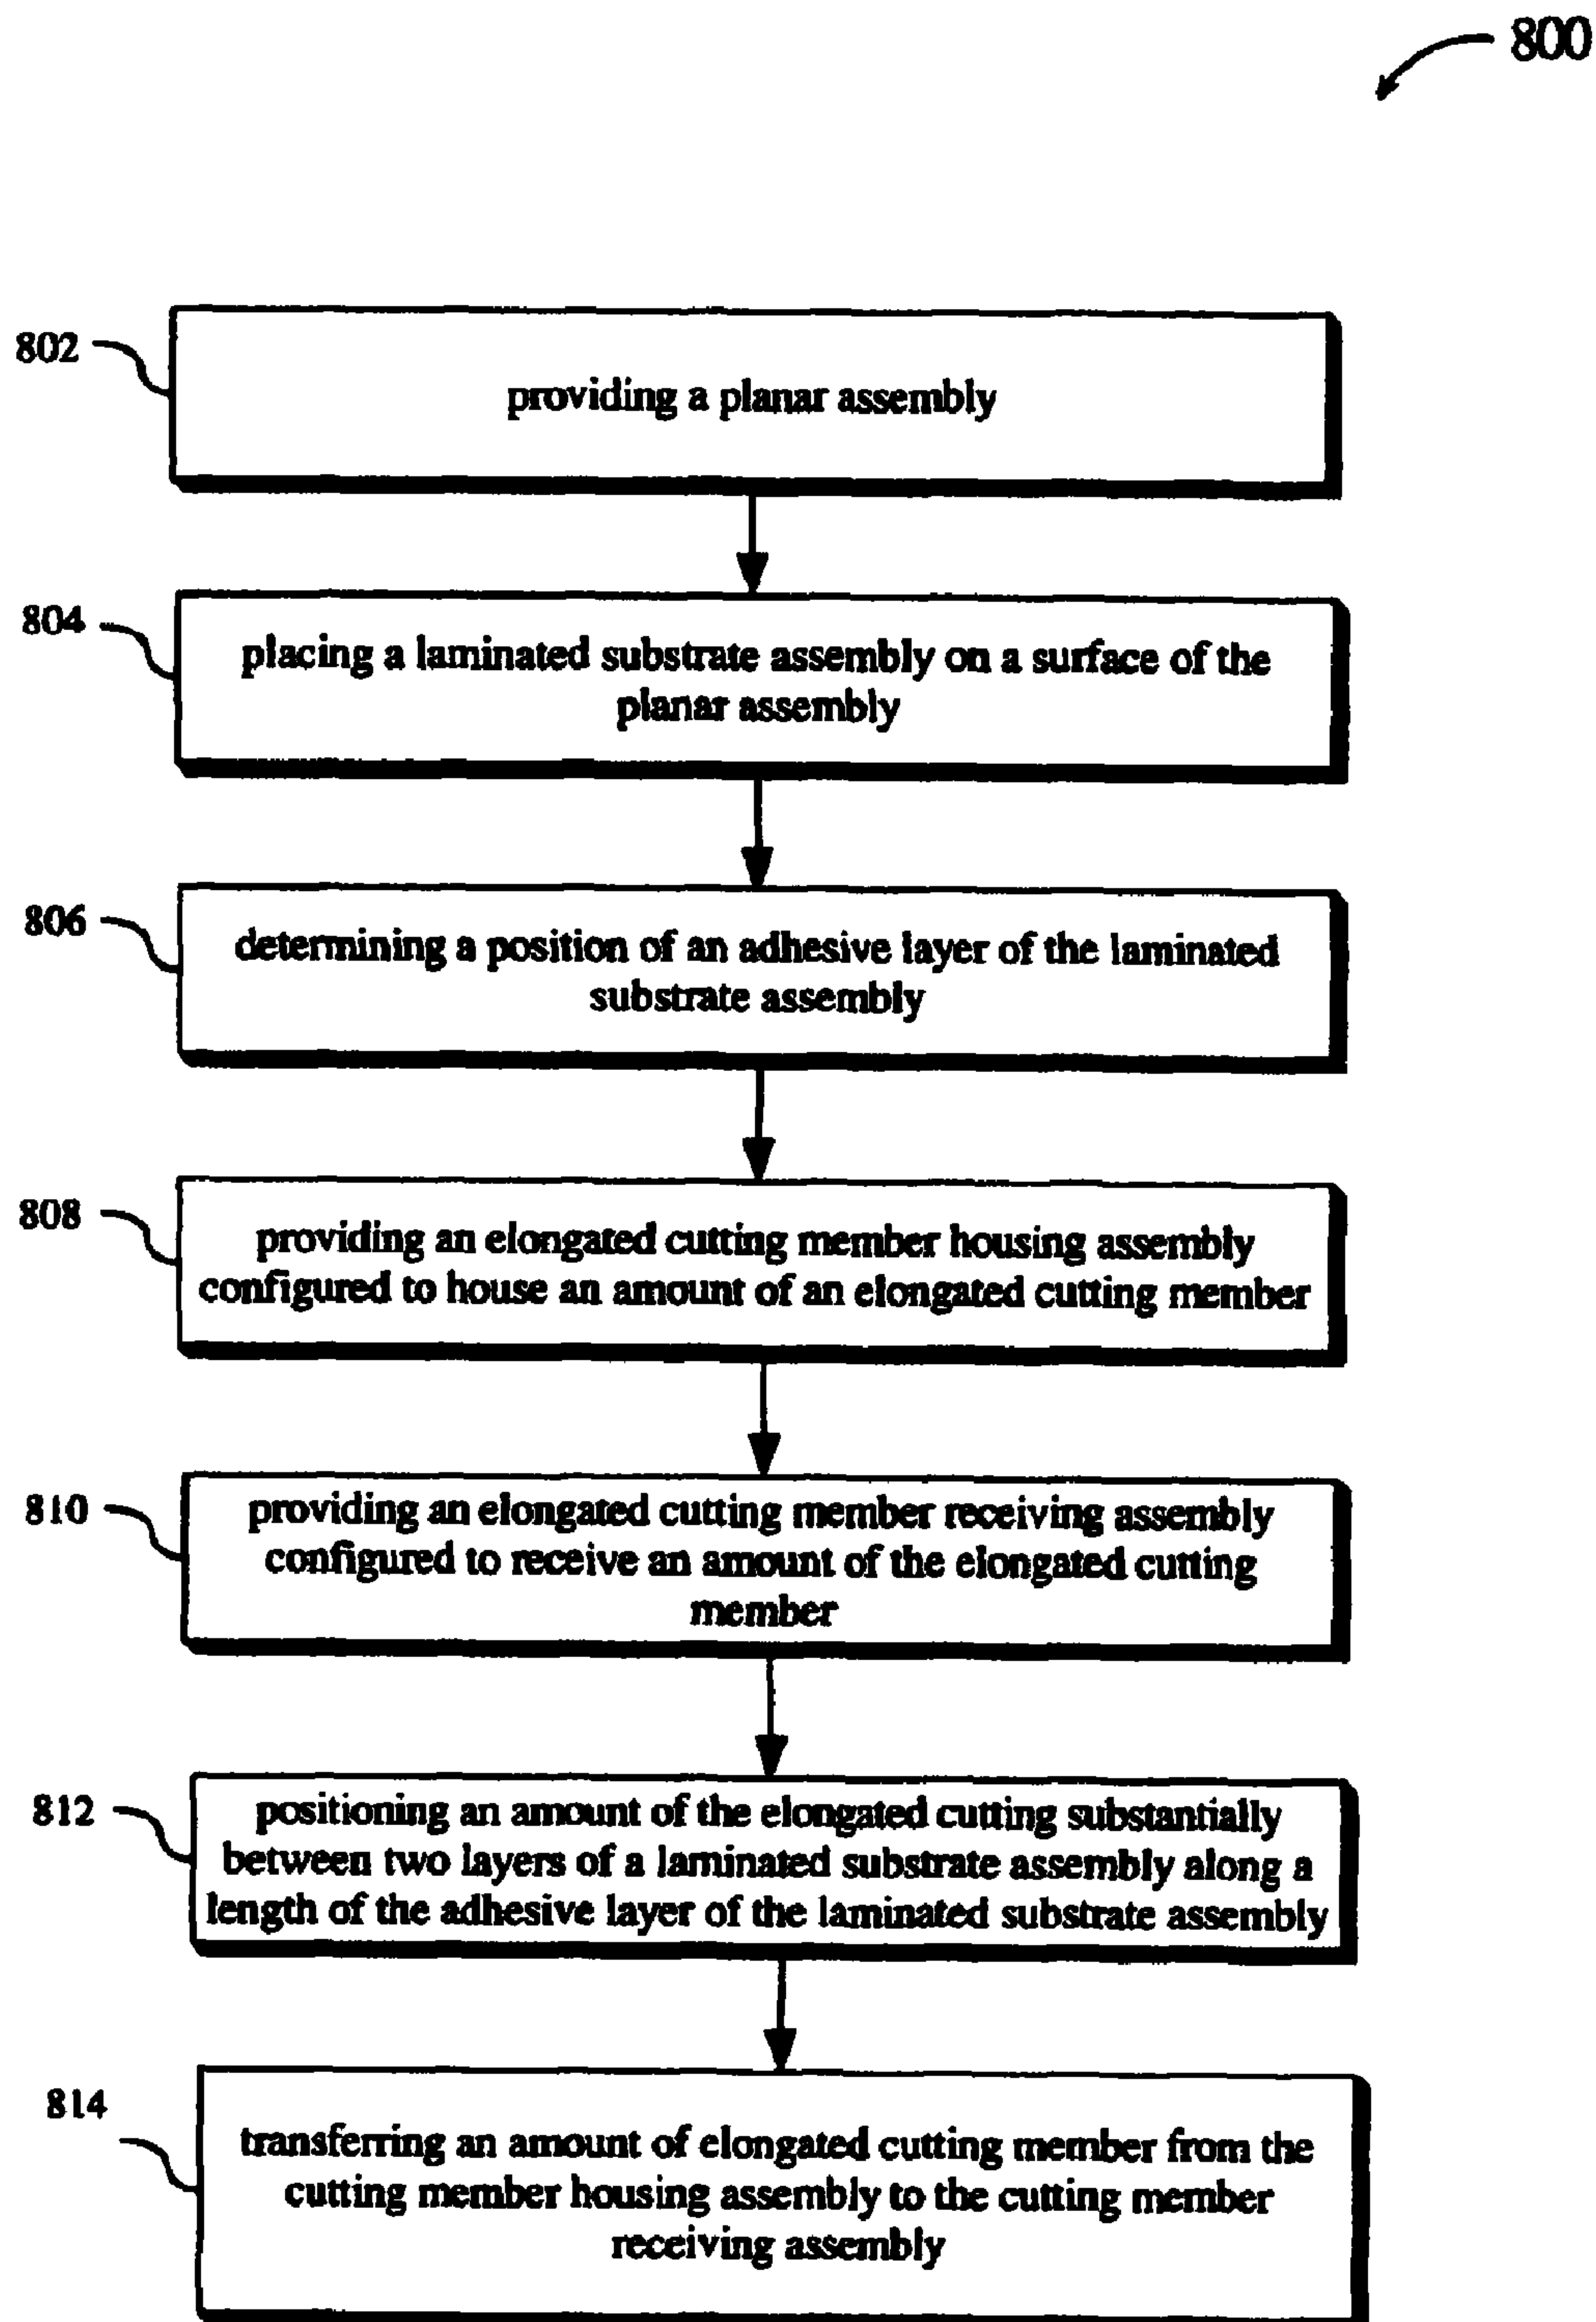 800
802
providing a planar assembly
804
placing a laminated substrate assembly on a surface of the
planar assembly
806
determining a position of an adhesive layer of the laminated
substrate assembly
808
providing an elongated cutting member housing assembly
configured to house an amount of an elongated cutting member
810
providing an elongated cutting member receiving assembly
configured to receive an amount of the elongated cutting
member
812
positioning an amount of the elongated cutting substantially
between two layers of a laminated substrate assembly along a
length of the adhesive layer of the laminated substrate assembly
814
transferring an amount of elongated cutting member from the
cutting member housing assembly to the cutting member
receiving assembly